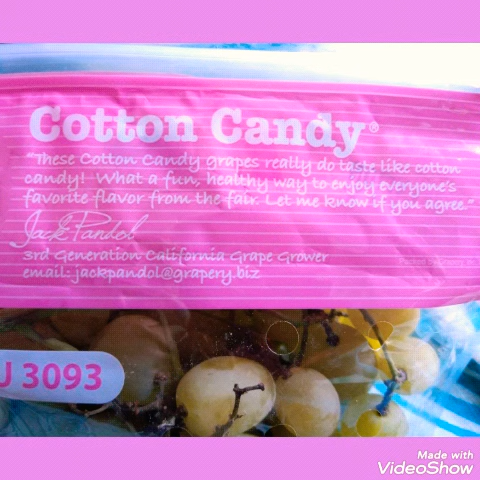 Cotton Candy®
"These Cotton Candy grapes really do taste like cotton
candy! What a fun, healthy way to enjoy everyone's
favorite flavor from the fair. Let me know if you agree."
Jack Pandol
3rd Generation California Grape Grower
email: jackpandol@grapery.biz
U 3093
Made with
VideoShow